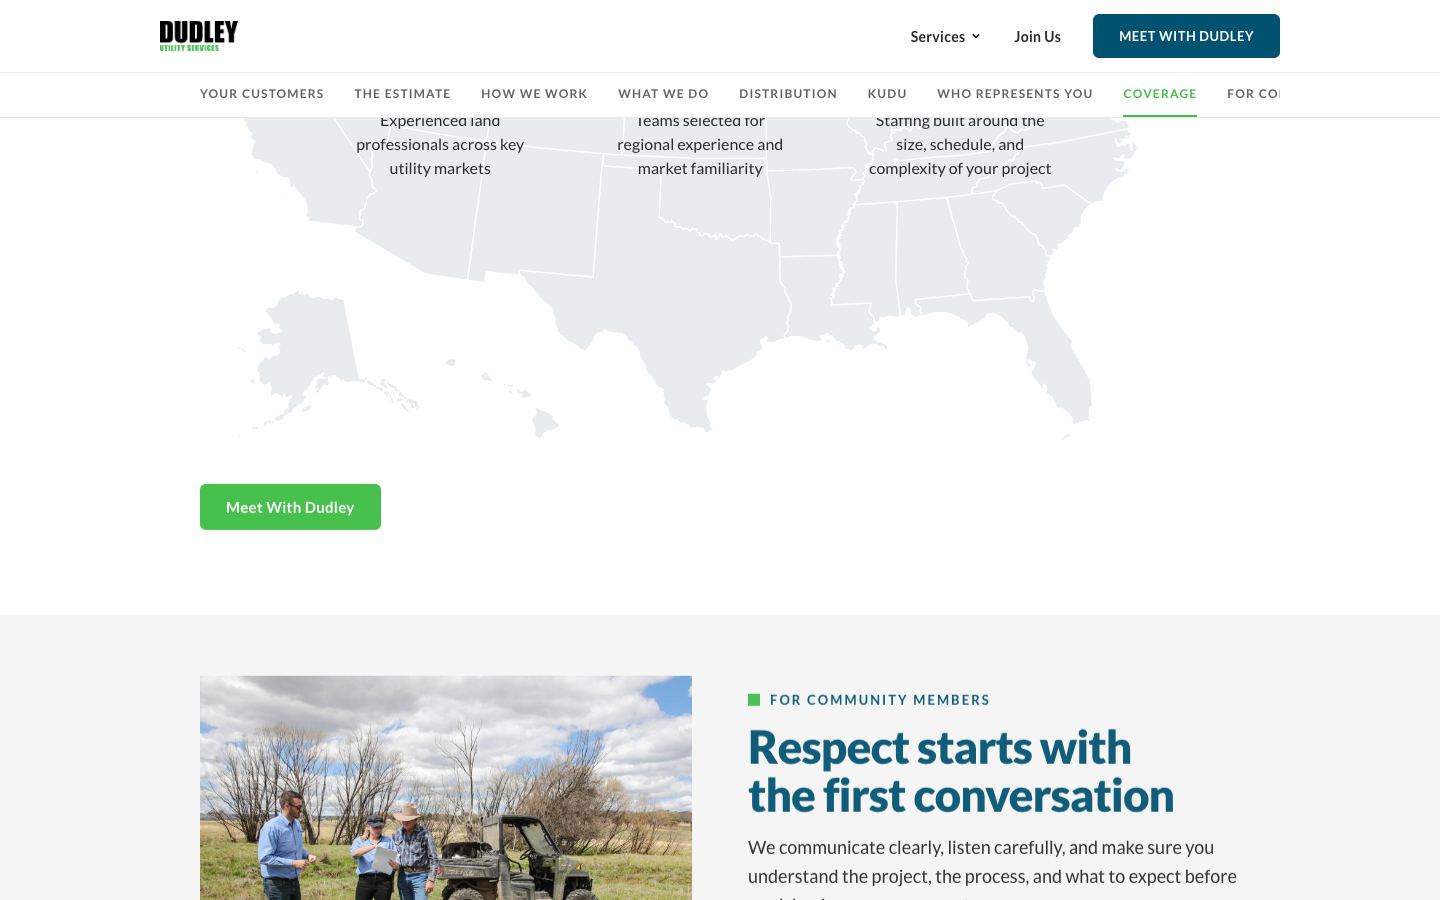 DUDLEY
UTILITY SERVICES
Services
Join Us
MEET WITH DUDLEY
YOUR CUSTOMERS
THE ESTIMATE
HOW WE WORK
WHAT WE DO
DISTRIBUTION
KUDU
WHO REPRESENTS YOU
COVERAGE
FOR CO
Experienced land
professionals across key
utility markets
Teams selected for
regional experience and
market familiarity
Staffing built around the
size, schedule, and
complexity of your project
Meet With Dudley
FOR COMMUNITY MEMBERS
Respect starts with
the first conversation
We communicate clearly, listen carefully, and make sure you
understand the project, the process, and what to expect before